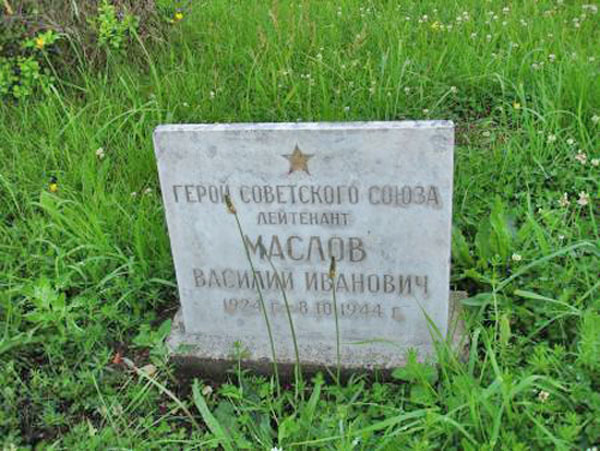 ГЕРОЙ СОВЕТСКОГО СОЮЗА
ЛЕЙТЕНАНТ
МАСЛОВ
ВАСИЛИЙ ИВАНОВИЧ
1924 г.-8.10.1944 г.